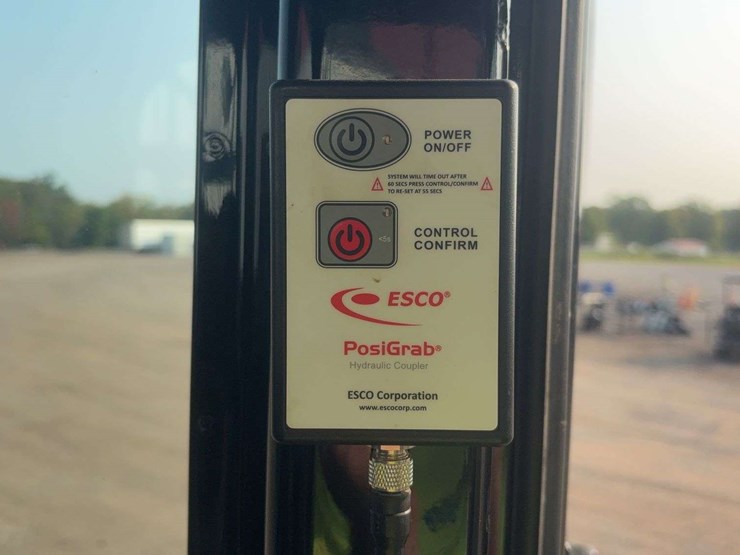 POWER
ON/OFF
SYSTEM WILL TIME OUT AFTER
60 SECS PRESS CONTROL/CONFIRM
TO RE-SET AT 55 SECS
CONTROL
CONFIRM
ESCO®
PosiGrab®
Hydraulic Coupler
ESCO Corporation
www.escocorp.com